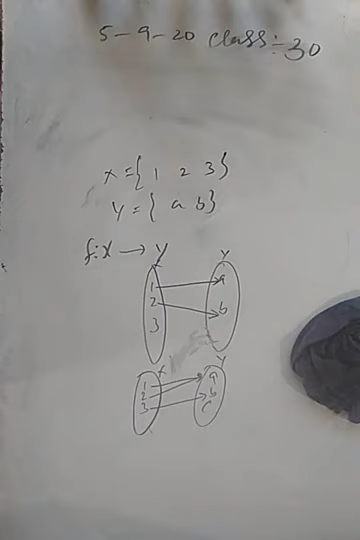 5-9-20 class:-30
X={1 2 3}
Y={a b}
f:X→Y
X Y
1 a
2 b
3
X Y
1 a
2 b
3 c